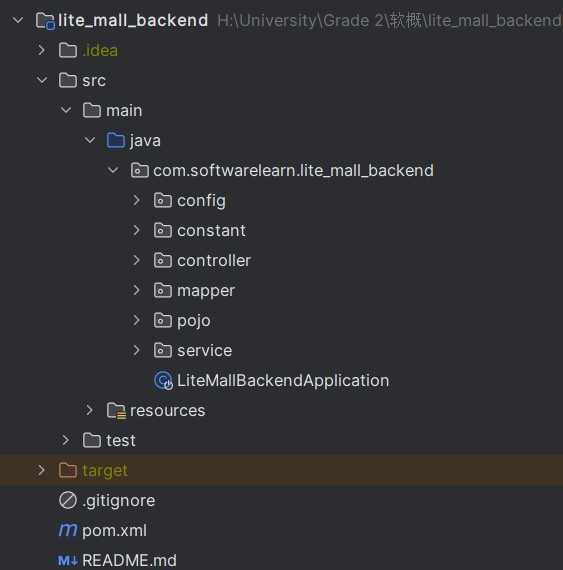 lite_mall_backend H:\University\Grade 2\软概\lite_mall_backend
.idea
src
main
java
com.softwarelearn.lite_mall_backend
config
constant
controller
mapper
pojo
service
LiteMallBackendApplication
resources
test
target
.gitignore
pom.xml
README.md